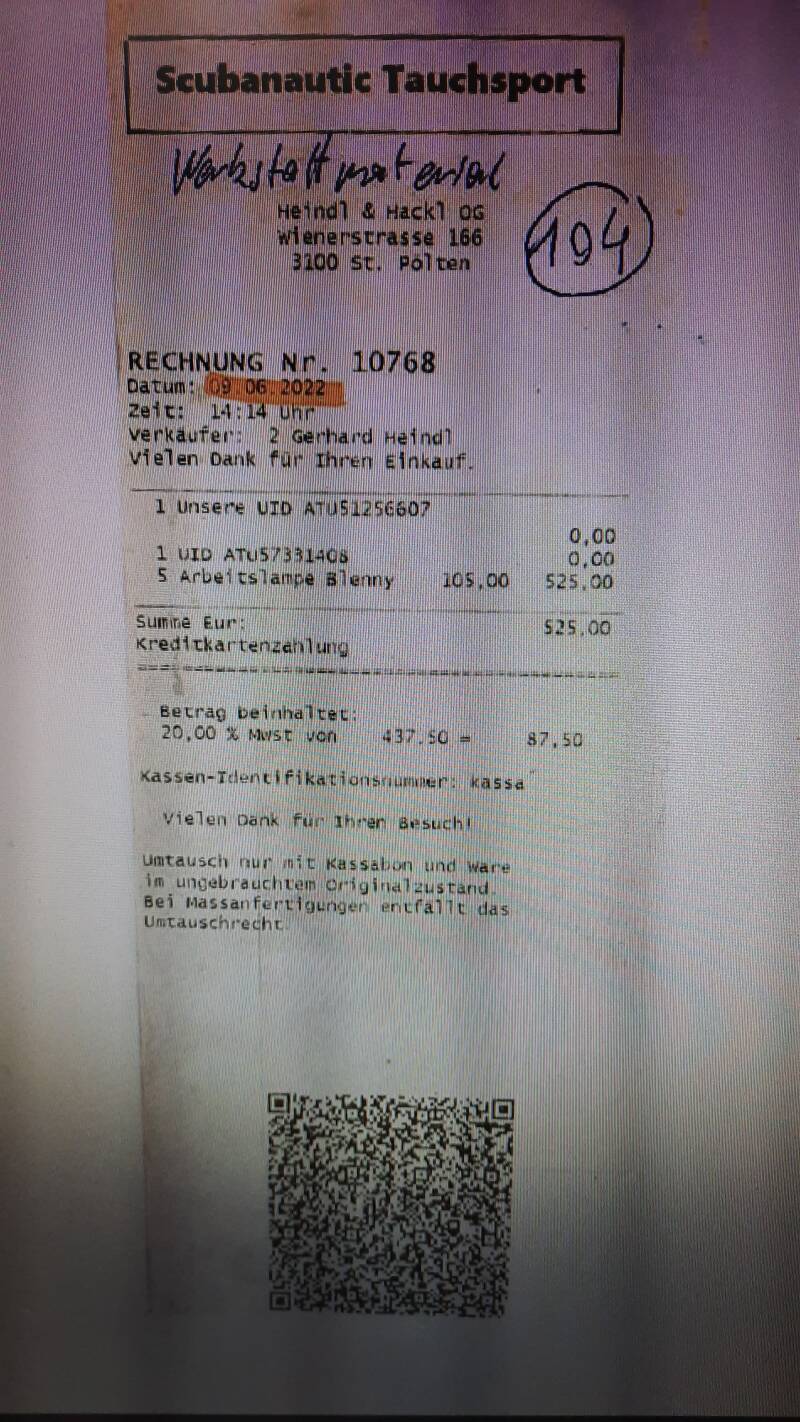 Scubanautic Tauchsport
Werkstattmaterial
Heindl & Hackl OG
Wienerstrasse 166
3100 St. Pölten
104
RECHNUNG Nr. 10768
Datum: 09.06.2022
Zeit: 14:14 Uhr
Verkäufer: 2 Gerhard Heindl
Vielen Dank für Ihren Einkauf.
1 Unsere UID ATU51256607
0,00
1 UID ATU57331408 0,00
5 Arbeitslampe Blenny 105,00 525,00
Summe Eur: 525,00
Kreditkartenzahlung
Betrag beinhaltet:
20,00 % Mwst von 437,50 = 87,50
Kassen-Identifikationsnummer: kassa
Vielen Dank für Ihren Besuch!
Umtausch nur mit Kassabon und Ware
im ungebrauchtem Originalzustand.
Bei Massanfertigungen entfällt das
Umtauschrecht.